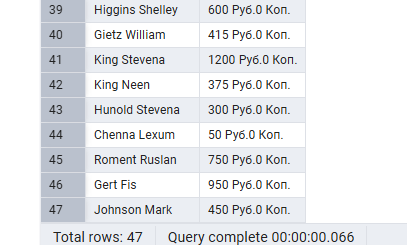 39 Higgins Shelley 600 Руб.0 Коп.
40 Gietz William 415 Руб.0 Коп.
41 King Stevena 1200 Руб.0 Коп.
42 King Neen 375 Руб.0 Коп.
43 Hunold Stevena 300 Руб.0 Коп.
44 Chenna Lexum 50 Руб.0 Коп.
45 Roment Ruslan 750 Руб.0 Коп.
46 Gert Fis 950 Руб.0 Коп.
47 Johnson Mark 450 Руб.0 Коп.
Total rows: 47 Query complete 00:00:00.066